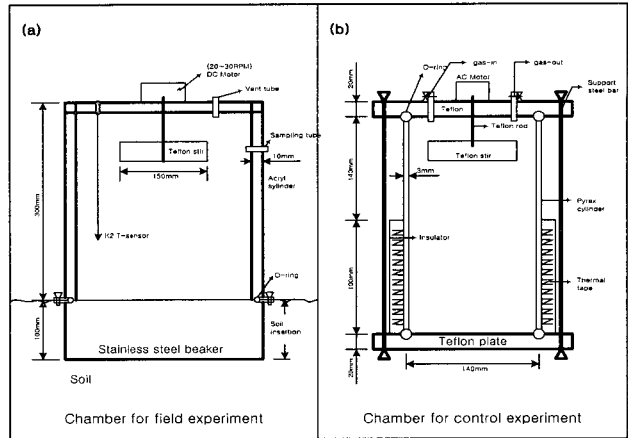 (a)
(20-30RPM)
DC Motor
Vent tube
Sampling tube
Teflon stir
150mm
10mm
Acryl
cylinder
300mm
K2 T-sensor
O-ring
100mm
Soil
insertion
Stainless steel beaker
Soil
Chamber for field experiment
(b)
O-ring
gas-in
gas-out
AC Motor
Support
steel bar
20mm
Teflon
Teflon rod
Teflon stir
140mm
3mm
Pyrax
cylinder
Insulator
100mm
Thermal
tape
Teflon plate
20mm
140mm
Chamber for control experiment